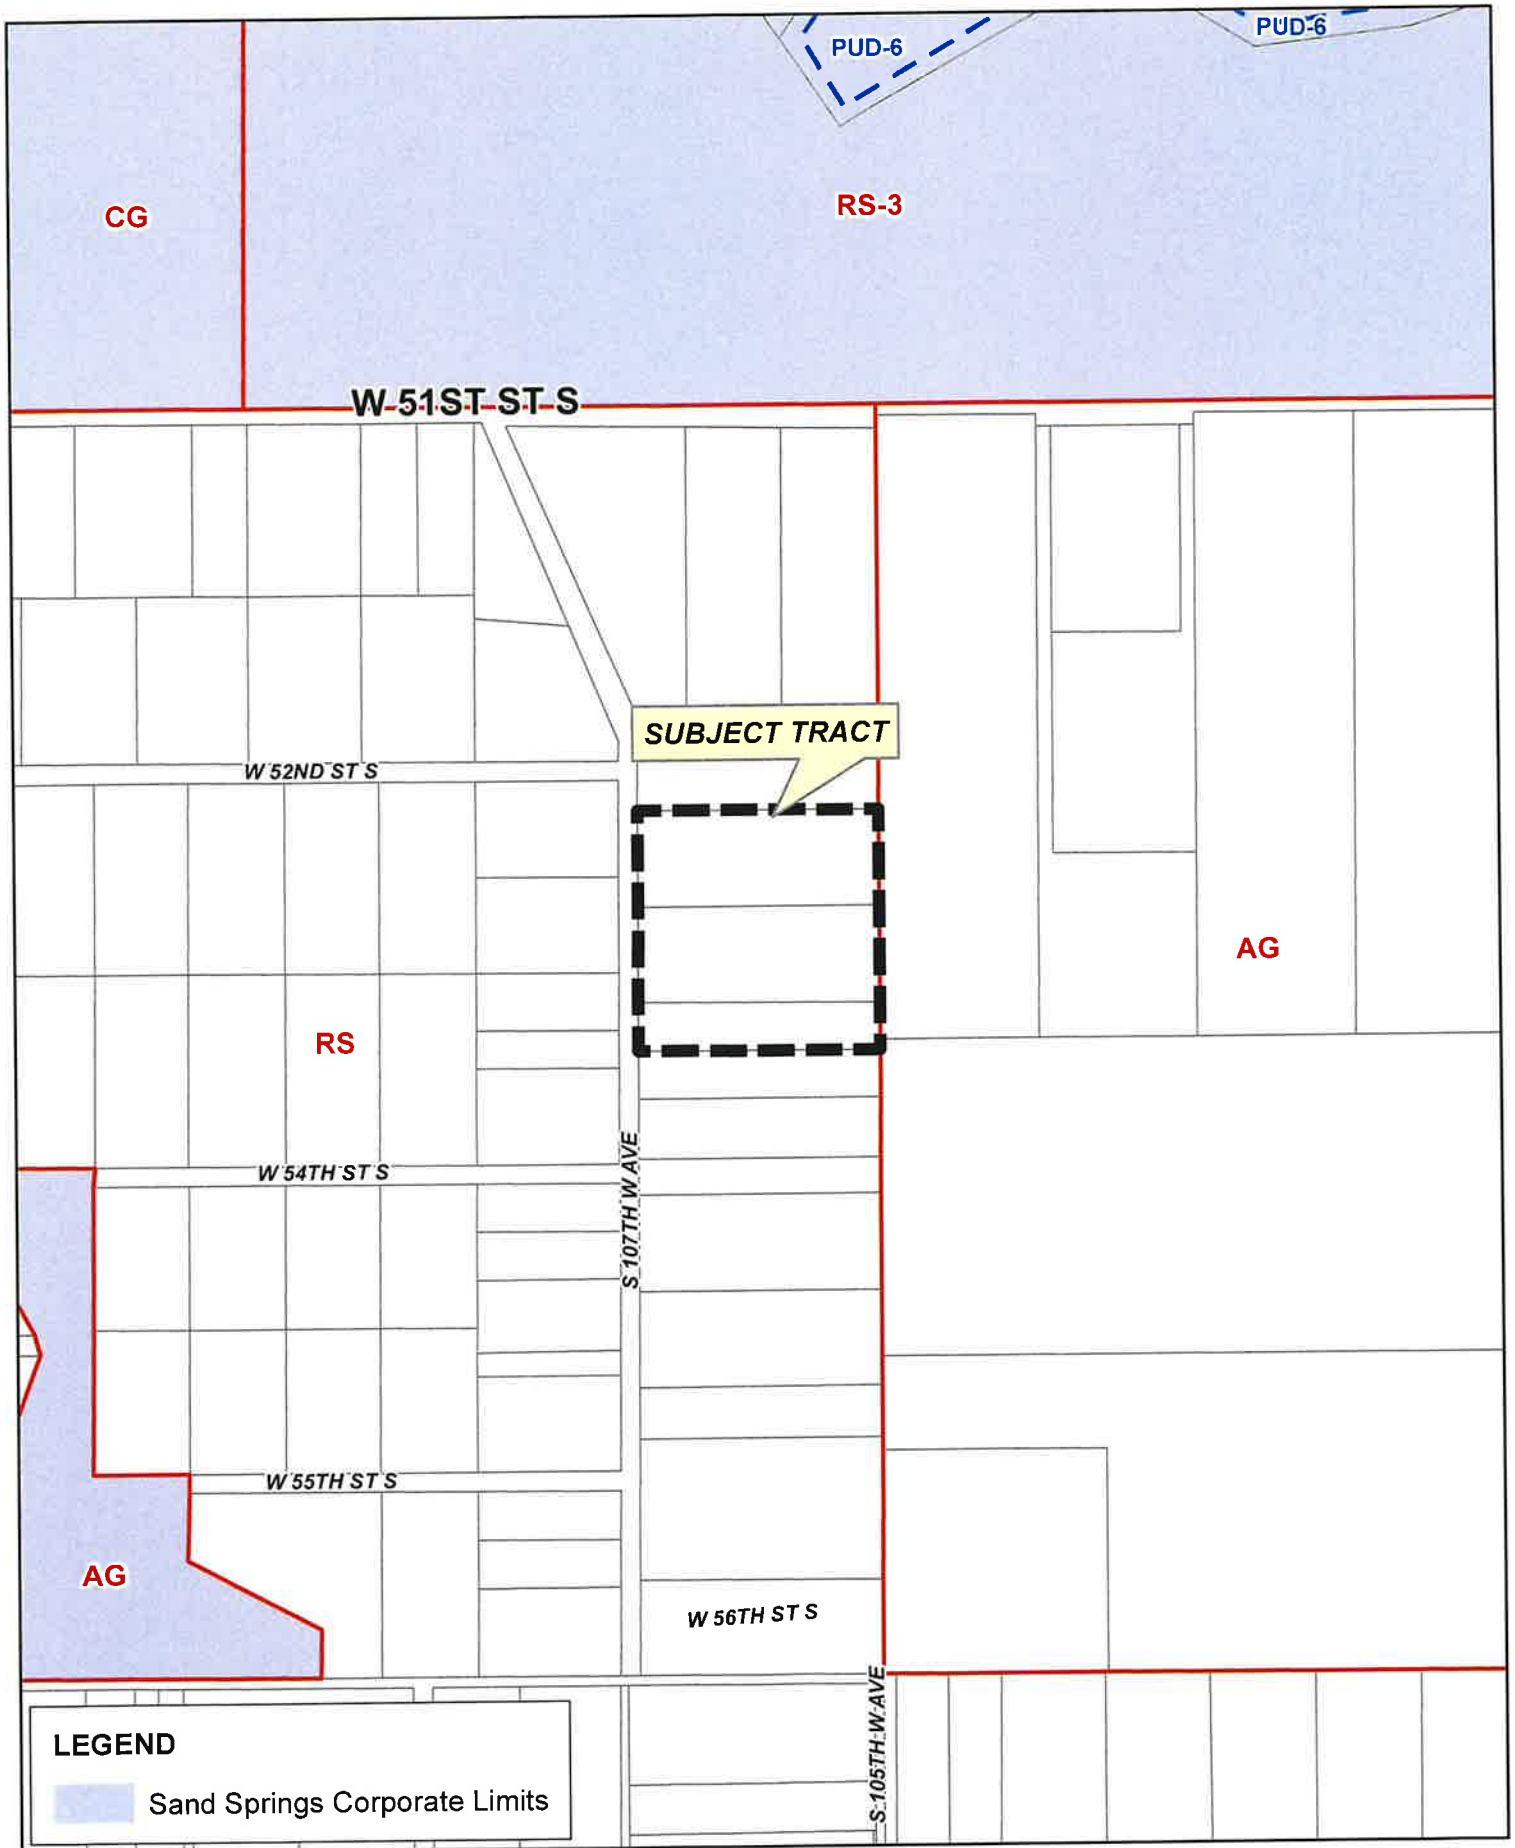 PUD-6
PUD-6
CG
RS-3
W 51ST ST S
SUBJECT TRACT
W 52ND ST S
AG
RS
S 107TH W AVE
W 54TH ST S
W 55TH ST S
AG
W 56TH ST S
S 105TH W AVE
LEGEND
Sand Springs Corporate Limits